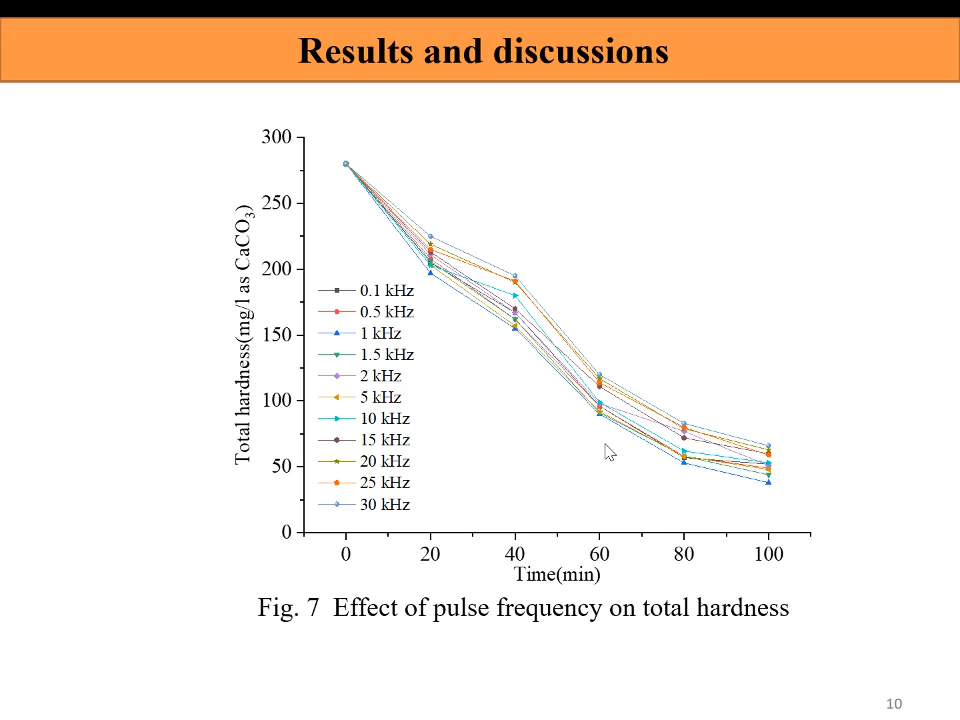 Results and discussions
300
250
200
150
100
50
0
Total hardness(mg/l as CaCO₃)
0.1 kHz
0.5 kHz
1 kHz
1.5 kHz
2 kHz
5 kHz
10 kHz
15 kHz
20 kHz
25 kHz
30 kHz
0 20 40 60 80 100
Time(min)
Fig. 7 Effect of pulse frequency on total hardness
10